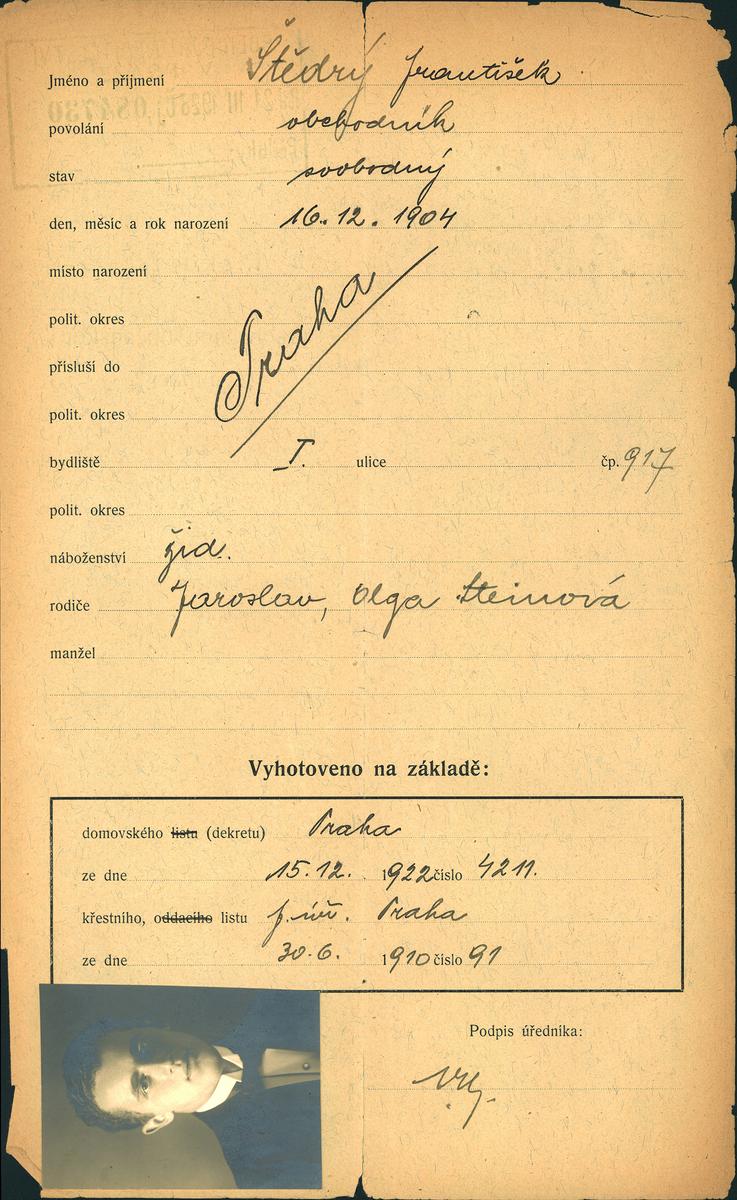 Jméno a příjmení Štědrý František
povolání obchodník
stav svobodný
den, měsíc a rok narození 16. 12. 1904
místo narození
polit. okres Praha
přísluší do
polit. okres
bydliště I. ulice čp. 917
polit. okres
náboženství žid.
rodiče Jaroslav, Olga Steinová
manžel
Vyhotoveno na základě:
domovského listu (dekretu) Praha
ze dne 15. 12. 1922 číslo 4211.
křestního, oddacího listu Praha
ze dne 30. 6. 1910 číslo 91
Podpis úředníka: